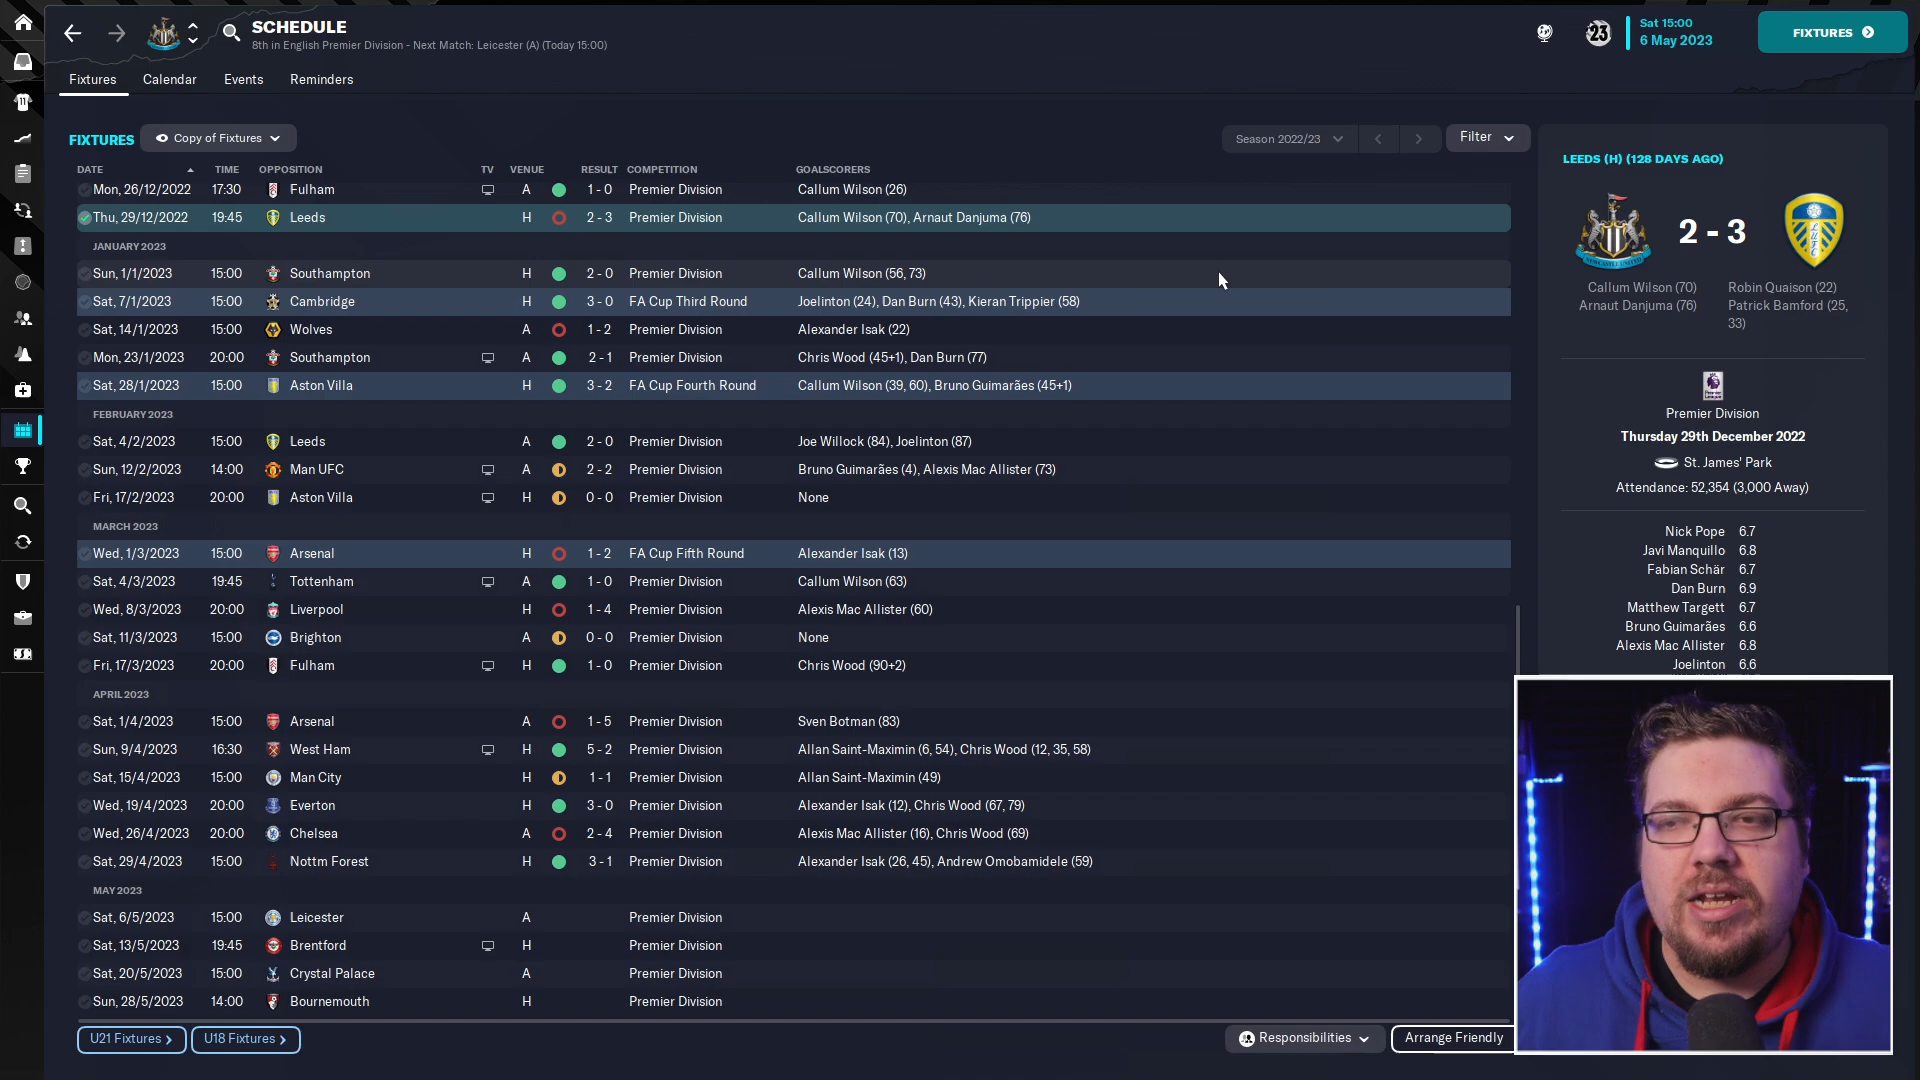 SCHEDULE
8th in English Premier Division - Next Match: Leicester (A) (Today 15:00)
23
Sat 15:00
6 May 2023
FIXTURES
Fixtures Calendar Events Reminders
FIXTURES Copy of Fixtures Season 2022/23 Filter
DATE TIME OPPOSITION TV VENUE RESULT COMPETITION GOALSCORERS
Mon, 26/12/2022 17:30 Fulham A 1 - 0 Premier Division Callum Wilson (26)
Thu, 29/12/2022 19:45 Leeds H 2 - 3 Premier Division Callum Wilson (70), Arnaut Danjuma (76)
JANUARY 2023
Sun, 1/1/2023 15:00 Southampton H 2 - 0 Premier Division Callum Wilson (56, 73)
Sat, 7/1/2023 15:00 Cambridge H 3 - 0 FA Cup Third Round Joelinton (24), Dan Burn (43), Kieran Trippier (58)
Sat, 14/1/2023 15:00 Wolves A 1 - 2 Premier Division Alexander Isak (22)
Mon, 23/1/2023 20:00 Southampton A 2 - 1 Premier Division Chris Wood (45+1), Dan Burn (77)
Sat, 28/1/2023 15:00 Aston Villa H 3 - 2 FA Cup Fourth Round Callum Wilson (39, 60), Bruno Guimarães (45+1)
FEBRUARY 2023
Sat, 4/2/2023 15:00 Leeds A 2 - 0 Premier Division Joe Willock (84), Joelinton (87)
Sun, 12/2/2023 14:00 Man UFC A 2 - 2 Premier Division Bruno Guimarães (4), Alexis Mac Allister (73)
Fri, 17/2/2023 20:00 Aston Villa H 0 - 0 Premier Division None
MARCH 2023
Wed, 1/3/2023 15:00 Arsenal H 1 - 2 FA Cup Fifth Round Alexander Isak (13)
Sat, 4/3/2023 19:45 Tottenham A 1 - 0 Premier Division Callum Wilson (63)
Wed, 8/3/2023 20:00 Liverpool H 1 - 4 Premier Division Alexis Mac Allister (60)
Sat, 11/3/2023 15:00 Brighton A 0 - 0 Premier Division None
Fri, 17/3/2023 20:00 Fulham H 1 - 0 Premier Division Chris Wood (90+2)
APRIL 2023
Sat, 1/4/2023 15:00 Arsenal A 1 - 5 Premier Division Sven Botman (83)
Sun, 9/4/2023 16:30 West Ham H 5 - 2 Premier Division Allan Saint-Maximin (6, 54), Chris Wood (12, 35, 58)
Sat, 15/4/2023 15:00 Man City H 1 - 1 Premier Division Allan Saint-Maximin (49)
Wed, 19/4/2023 20:00 Everton H 3 - 0 Premier Division Alexander Isak (12), Chris Wood (67, 79)
Wed, 26/4/2023 20:00 Chelsea A 2 - 4 Premier Division Alexis Mac Allister (16), Chris Wood (69)
Sat, 29/4/2023 15:00 Nottm Forest H 3 - 1 Premier Division Alexander Isak (26, 45), Andrew Omobamidele (59)
MAY 2023
Sat, 6/5/2023 15:00 Leicester A Premier Division
Sat, 13/5/2023 19:45 Brentford H Premier Division
Sat, 20/5/2023 15:00 Crystal Palace A Premier Division
Sun, 28/5/2023 14:00 Bournemouth H Premier Division
U21 Fixtures U18 Fixtures Responsibilities Arrange Friendly
LEEDS (H) (128 DAYS AGO)
2 - 3
Callum Wilson (70) Robin Quaison (22)
Arnaut Danjuma (76) Patrick Bamford (25,
33)
Premier Division
Thursday 29th December 2022
St. James' Park
Attendance: 52,354 (3,000 Away)
Nick Pope 6.7
Javi Manquillo 6.8
Fabian Schär 6.7
Dan Burn 6.9
Matthew Targett 6.7
Bruno Guimarães 6.6
Alexis Mac Allister 6.8
Joelinton 6.6